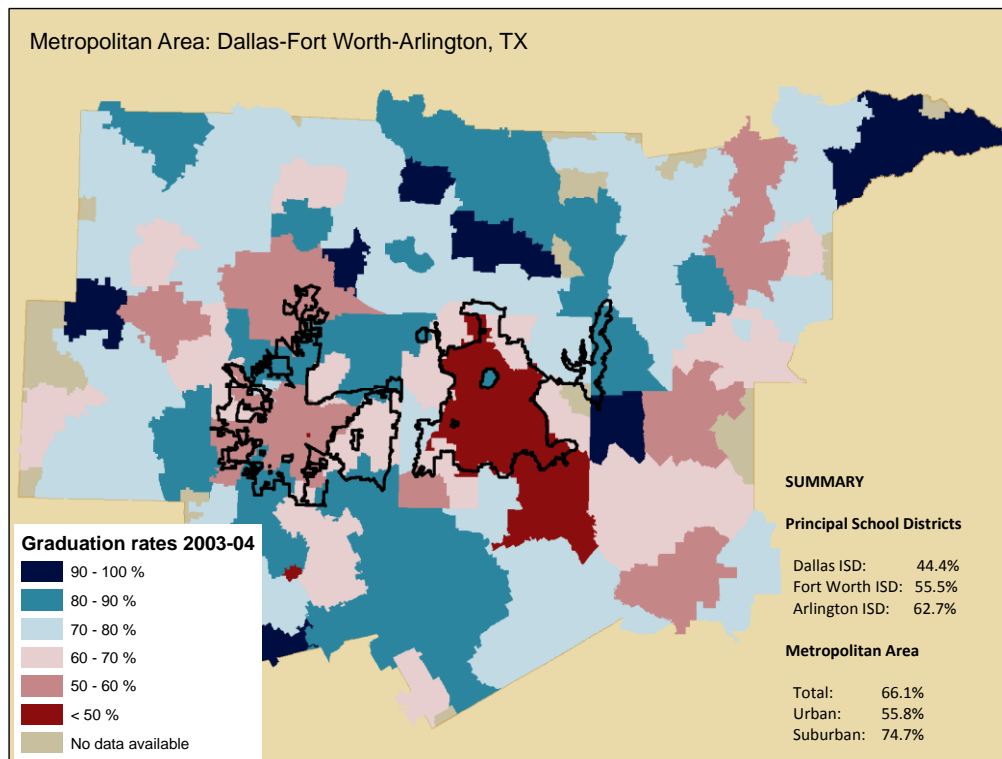 Metropolitan Area: Dallas-Fort Worth-Arlington, TX
Graduation rates 2003-04
90 - 100 %
80 - 90 %
70 - 80 %
60 - 70 %
50 - 60 %
< 50 %
No data available
SUMMARY
Principal School Districts
Dallas ISD: 44.4%
Fort Worth ISD: 55.5%
Arlington ISD: 62.7%
Metropolitan Area
Total: 66.1%
Urban: 55.8%
Suburban: 74.7%